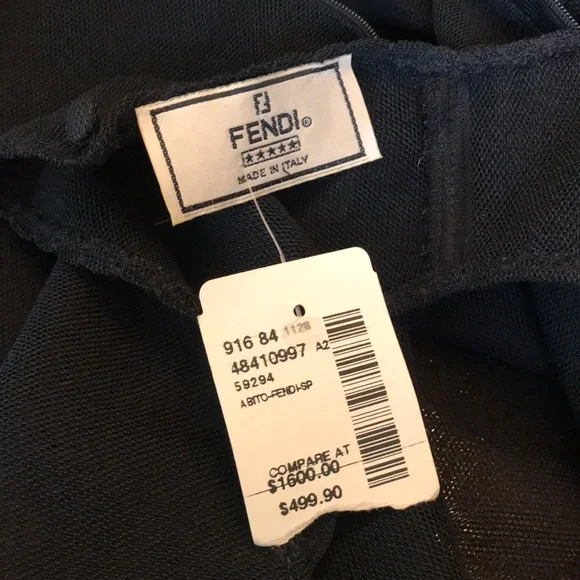 FENDI®
★★★★★
MADE IN ITALY
916 84 1128
48410997 A2
59294
ABITO-FENDI-SP
COMPARE AT
$1600.00
$499.90